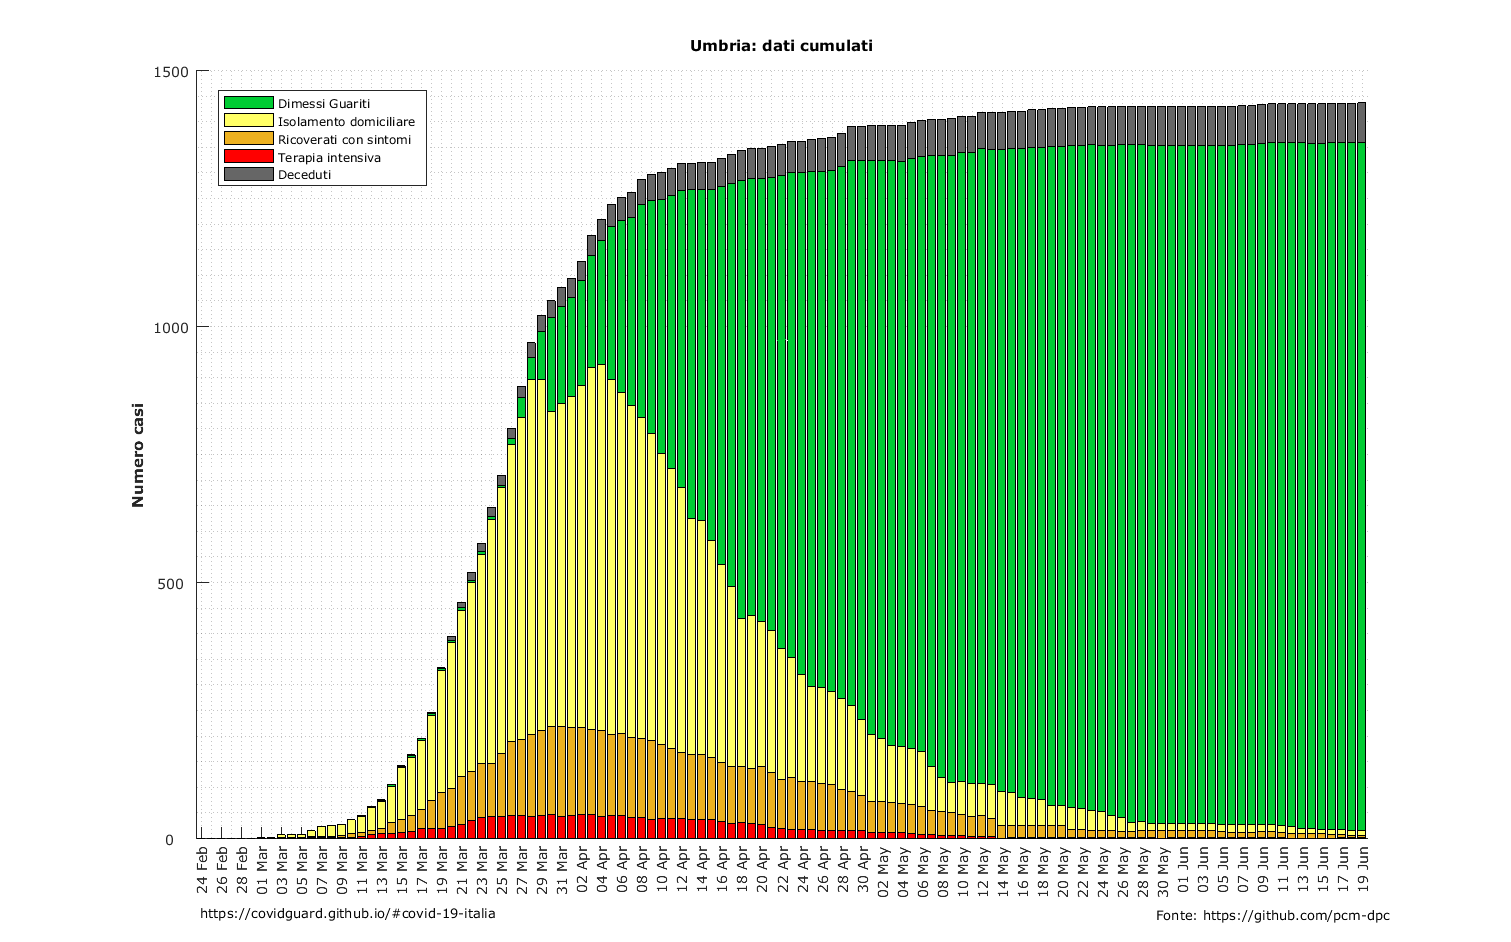 Umbria: dati cumulati
1500
1000
500
0
Numero casi
Dimessi Guariti
Isolamento domiciliare
Ricoverati con sintomi
Terapia intensiva
Deceduti
24 Feb
26 Feb
28 Feb
01 Mar
03 Mar
05 Mar
07 Mar
09 Mar
11 Mar
13 Mar
15 Mar
17 Mar
19 Mar
21 Mar
23 Mar
25 Mar
27 Mar
29 Mar
31 Mar
02 Apr
04 Apr
06 Apr
08 Apr
10 Apr
12 Apr
14 Apr
16 Apr
18 Apr
20 Apr
22 Apr
24 Apr
26 Apr
28 Apr
30 Apr
02 May
04 May
06 May
08 May
10 May
12 May
14 May
16 May
18 May
20 May
22 May
24 May
26 May
28 May
30 May
01 Jun
03 Jun
05 Jun
07 Jun
09 Jun
11 Jun
13 Jun
15 Jun
17 Jun
19 Jun
https://covidguard.github.io/#covid-19-italia
Fonte: https://github.com/pcm-dpc